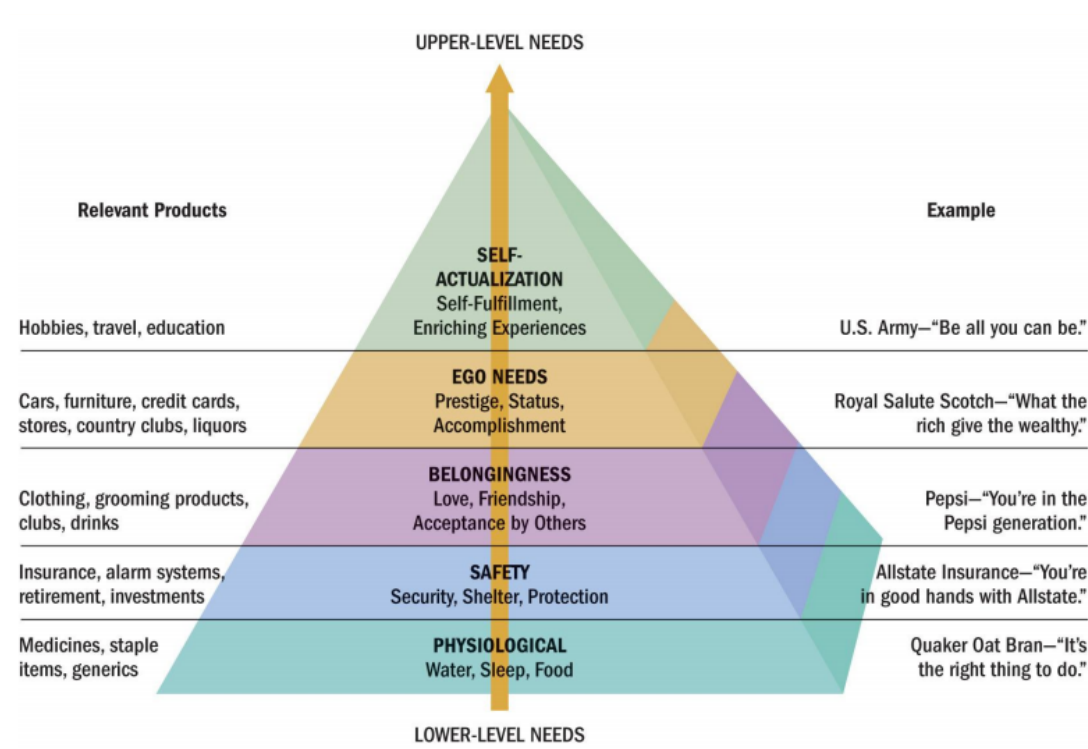 UPPER-LEVEL NEEDS
Relevant Products
Example
SELF-
ACTUALIZATION
Self-Fulfillment,
Enriching Experiences
Hobbies, travel, education
U.S. Army—“Be all you can be.”
EGO NEEDS
Prestige, Status,
Accomplishment
Cars, furniture, credit cards,
stores, country clubs, liquors
Royal Salute Scotch—“What the
rich give the wealthy.”
BELONGINGNESS
Love, Friendship,
Acceptance by Others
Clothing, grooming products,
clubs, drinks
Pepsi—“You’re in the
Pepsi generation.”
SAFETY
Security, Shelter, Protection
Insurance, alarm systems,
retirement, investments
Allstate Insurance—“You’re
in good hands with Allstate.”
PHYSIOLOGICAL
Water, Sleep, Food
Medicines, staple
items, generics
Quaker Oat Bran—“It’s
the right thing to do.”
LOWER-LEVEL NEEDS